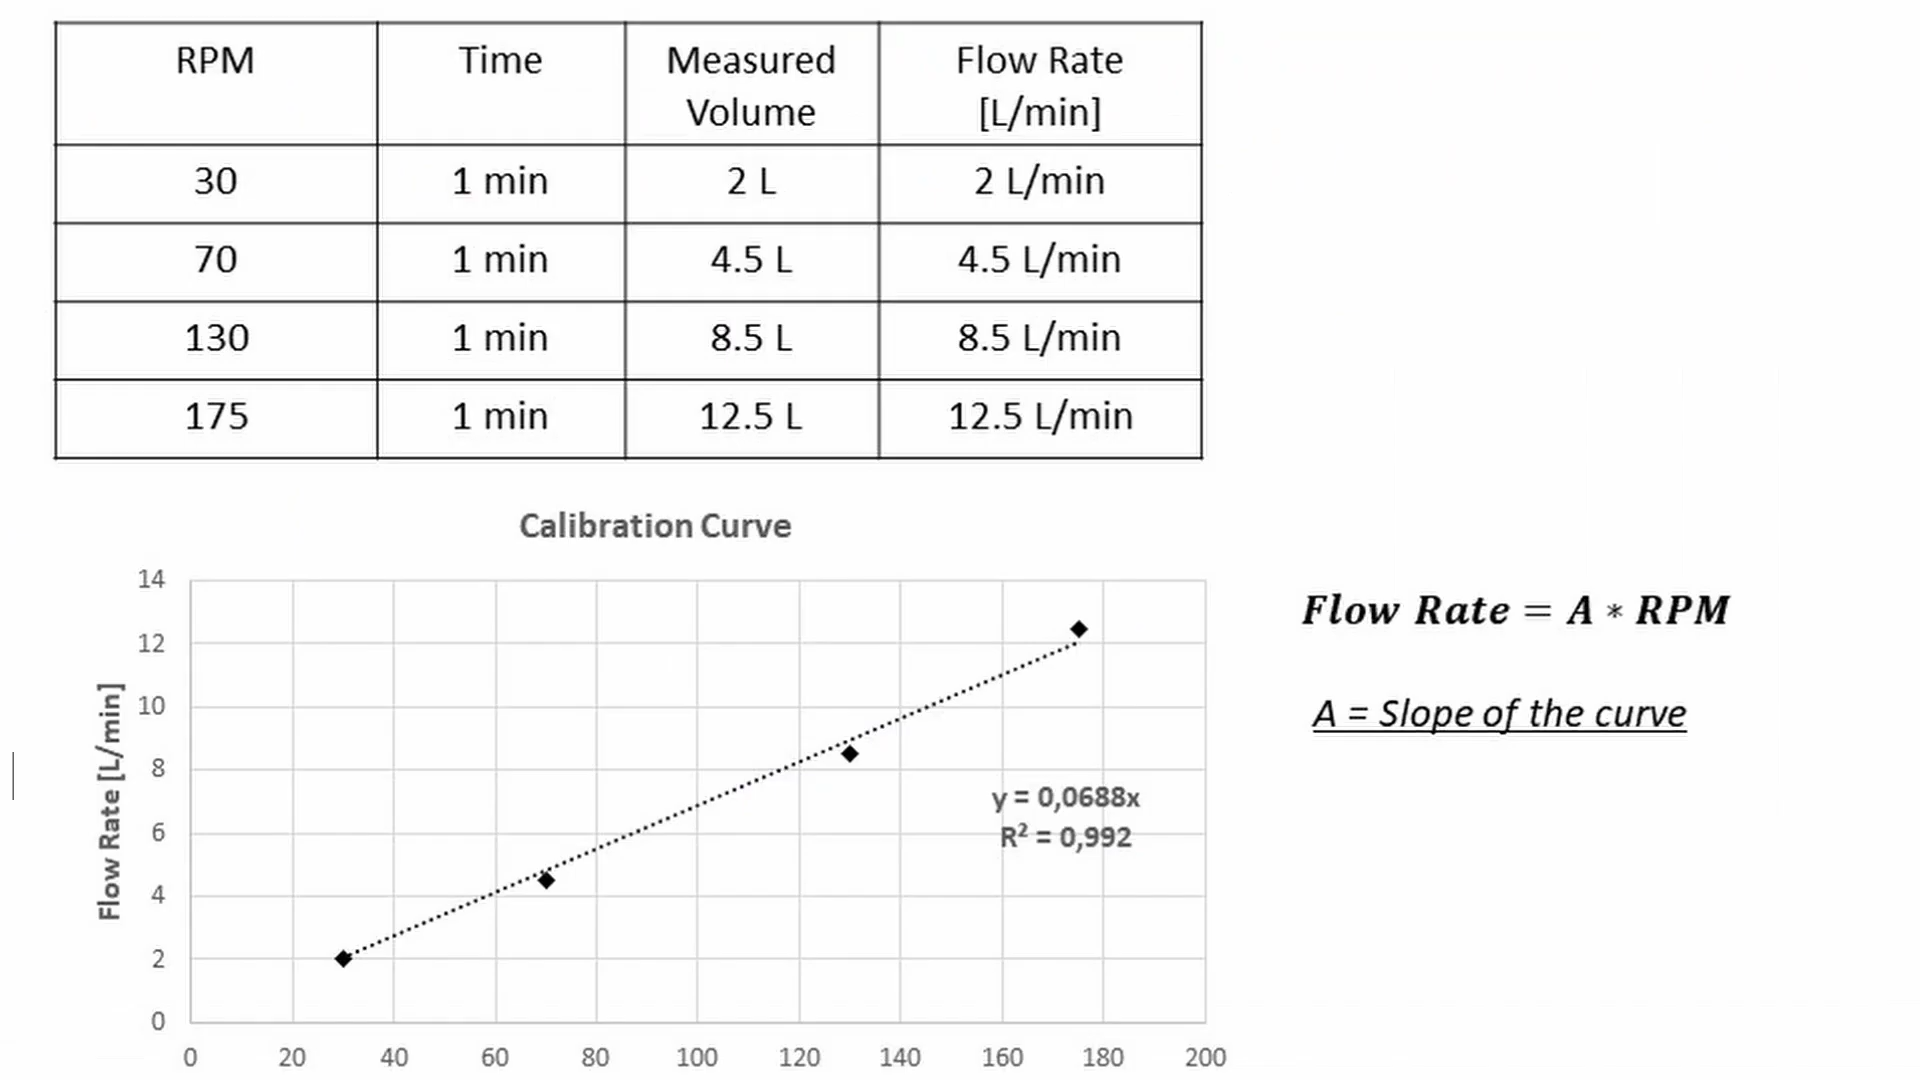 RPM Time Measured Volume Flow Rate [L/min]
30 1 min 2 L 2 L/min
70 1 min 4.5 L 4.5 L/min
130 1 min 8.5 L 8.5 L/min
175 1 min 12.5 L 12.5 L/min
Calibration Curve
Flow Rate [L/min]
14
12
10
8
6
4
2
0
0 20 40 60 80 100 120 140 160 180 200
y = 0,0688x
R² = 0,992
Flow Rate = A * RPM
A = Slope of the curve